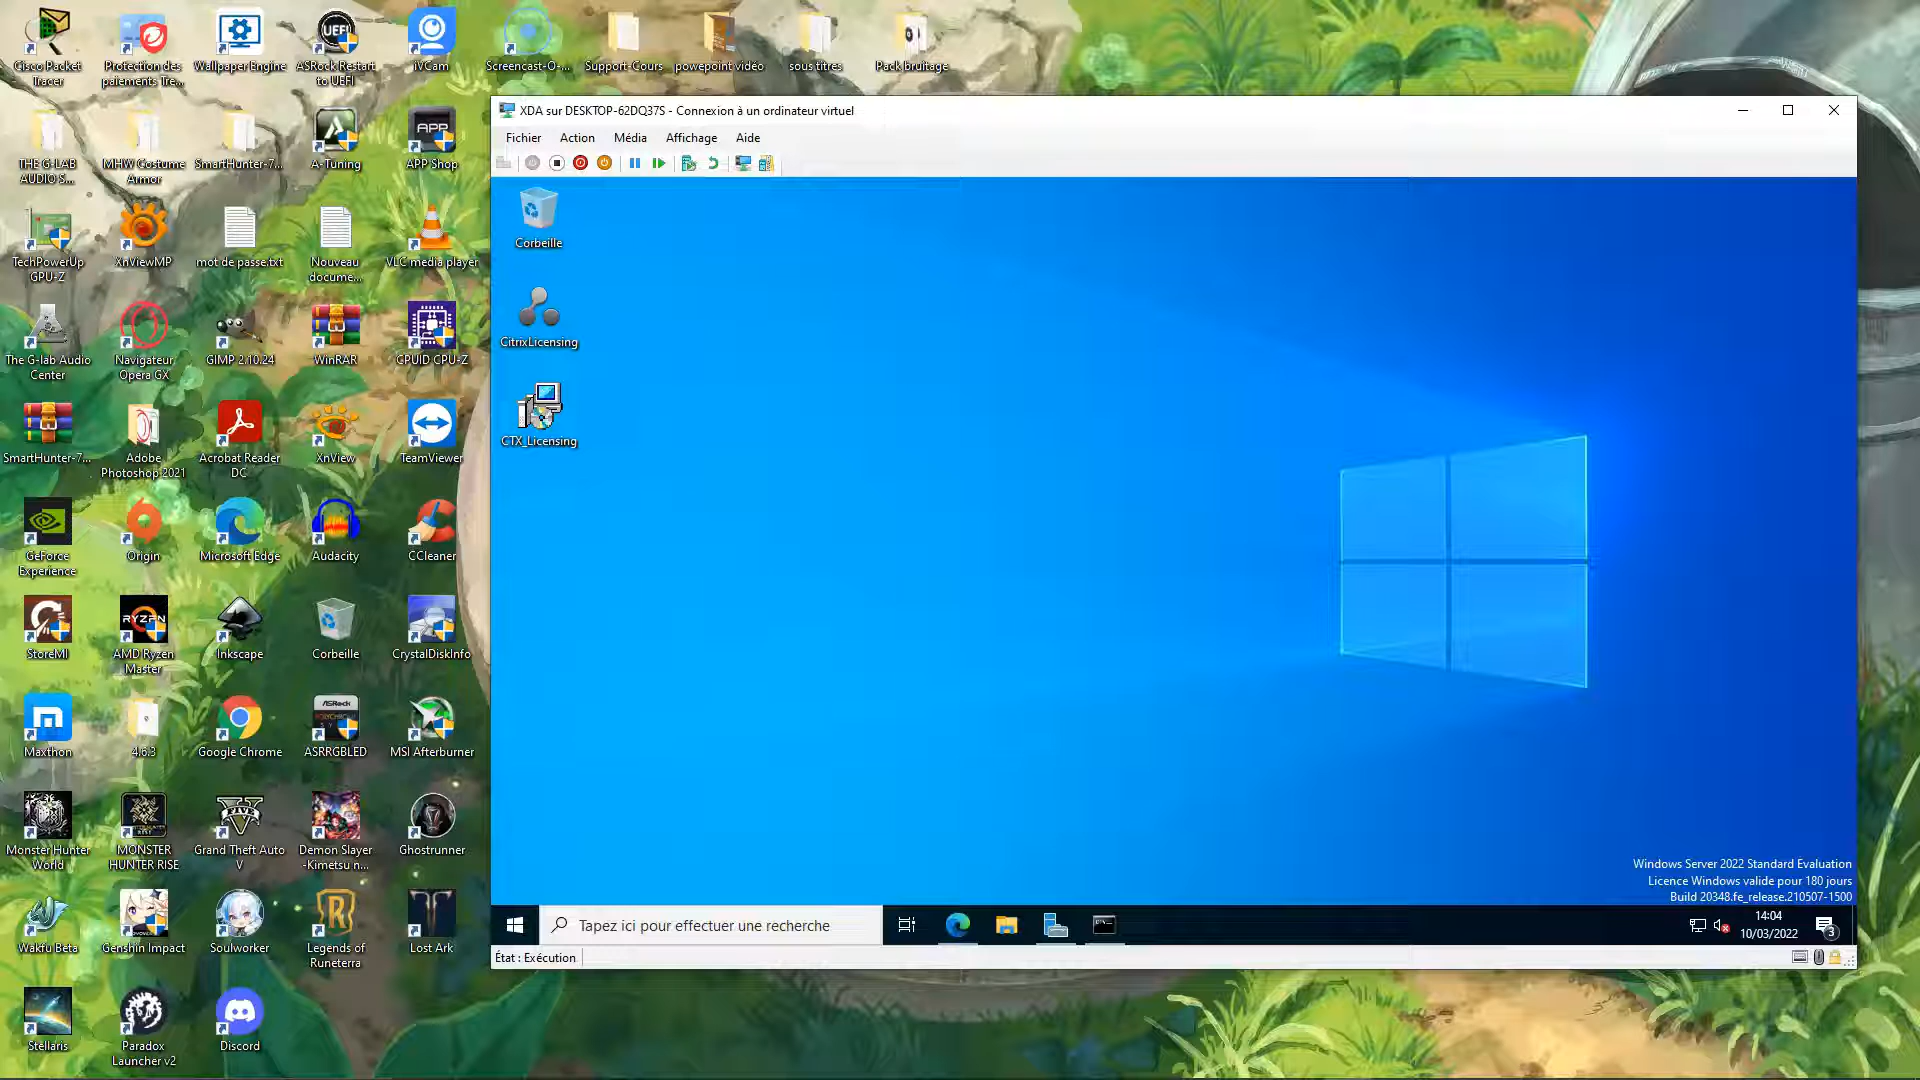 Cisco Packet Tracer
Protection des paiements Tre...
Wallpaper Engine
ASRock Restart to UEFI
iVCam
Screencast-O-...
Support-Cours
powepoint vidéo
sous titres
Pack bruitage
THE G-LAB AUDIO S...
MHW Costume Armor
SmartHunter-7...
A-Tuning
APP Shop
TechPowerUp GPU-Z
XnViewMP
mot de passe.txt
Nouveau docume...
VLC media player
The G-lab Audio Center
Navigateur Opera GX
GIMP 2.10.24
WinRAR
CPUID CPU-Z
SmartHunter-7...
Adobe Photoshop 2021
Acrobat Reader DC
XnView
TeamViewer
GeForce Experience
Origin
Microsoft Edge
Audacity
CCleaner
StoreMI
AMD Ryzen Master
Inkscape
Corbeille
CrystalDiskInfo
Maxthon
4.6.3
Google Chrome
ASRRGBLED
MSI Afterburner
Monster Hunter World
MONSTER HUNTER RISE
Grand Theft Auto V
Demon Slayer -Kimetsu n...
Ghostrunner
Wakfu Beta
Genshin Impact
Soulworker
Legends of Runeterra
Lost Ark
Stellaris
Paradox Launcher v2
Discord
XDA sur DESKTOP-62DQ37S - Connexion à un ordinateur virtuel
Fichier Action Média Affichage Aide
Corbeille
CitrixLicensing
CTX_Licensing
Windows Server 2022 Standard Evaluation
Licence Windows valide pour 180 jours
Build 20348.fe_release.210507-1500
Tapez ici pour effectuer une recherche
14:04
10/03/2022
3
État : Exécution